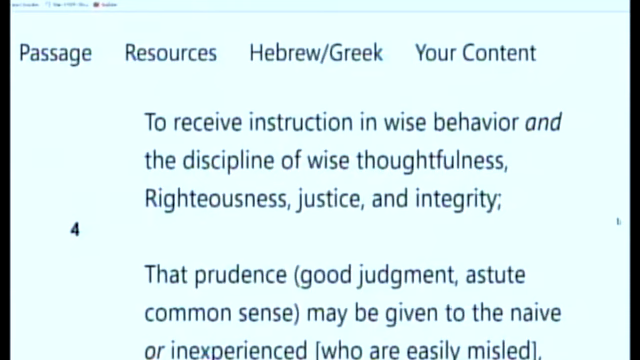 Passage Resources Hebrew/Greek Your Content
To receive instruction in wise behavior and
the discipline of wise thoughtfulness,
Righteousness, justice, and integrity;
4
That prudence (good judgment, astute
common sense) may be given to the naive
or inexperienced [who are easily misled],